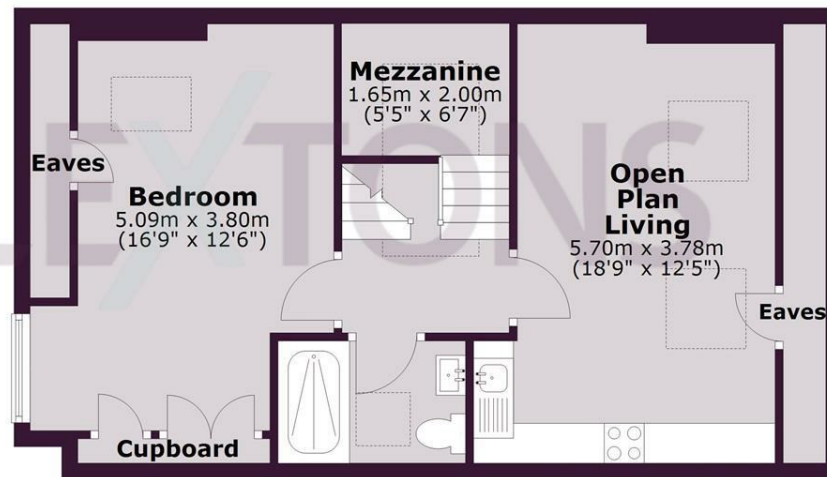 Mezzanine
1.65m x 2.00m
(5'5" x 6'7")
Eaves
Bedroom
5.09m x 3.80m
(16'9" x 12'6")
Open
Plan
Living
5.70m x 3.78m
(18'9" x 12'5")
Eaves
Cupboard
LEXTONS